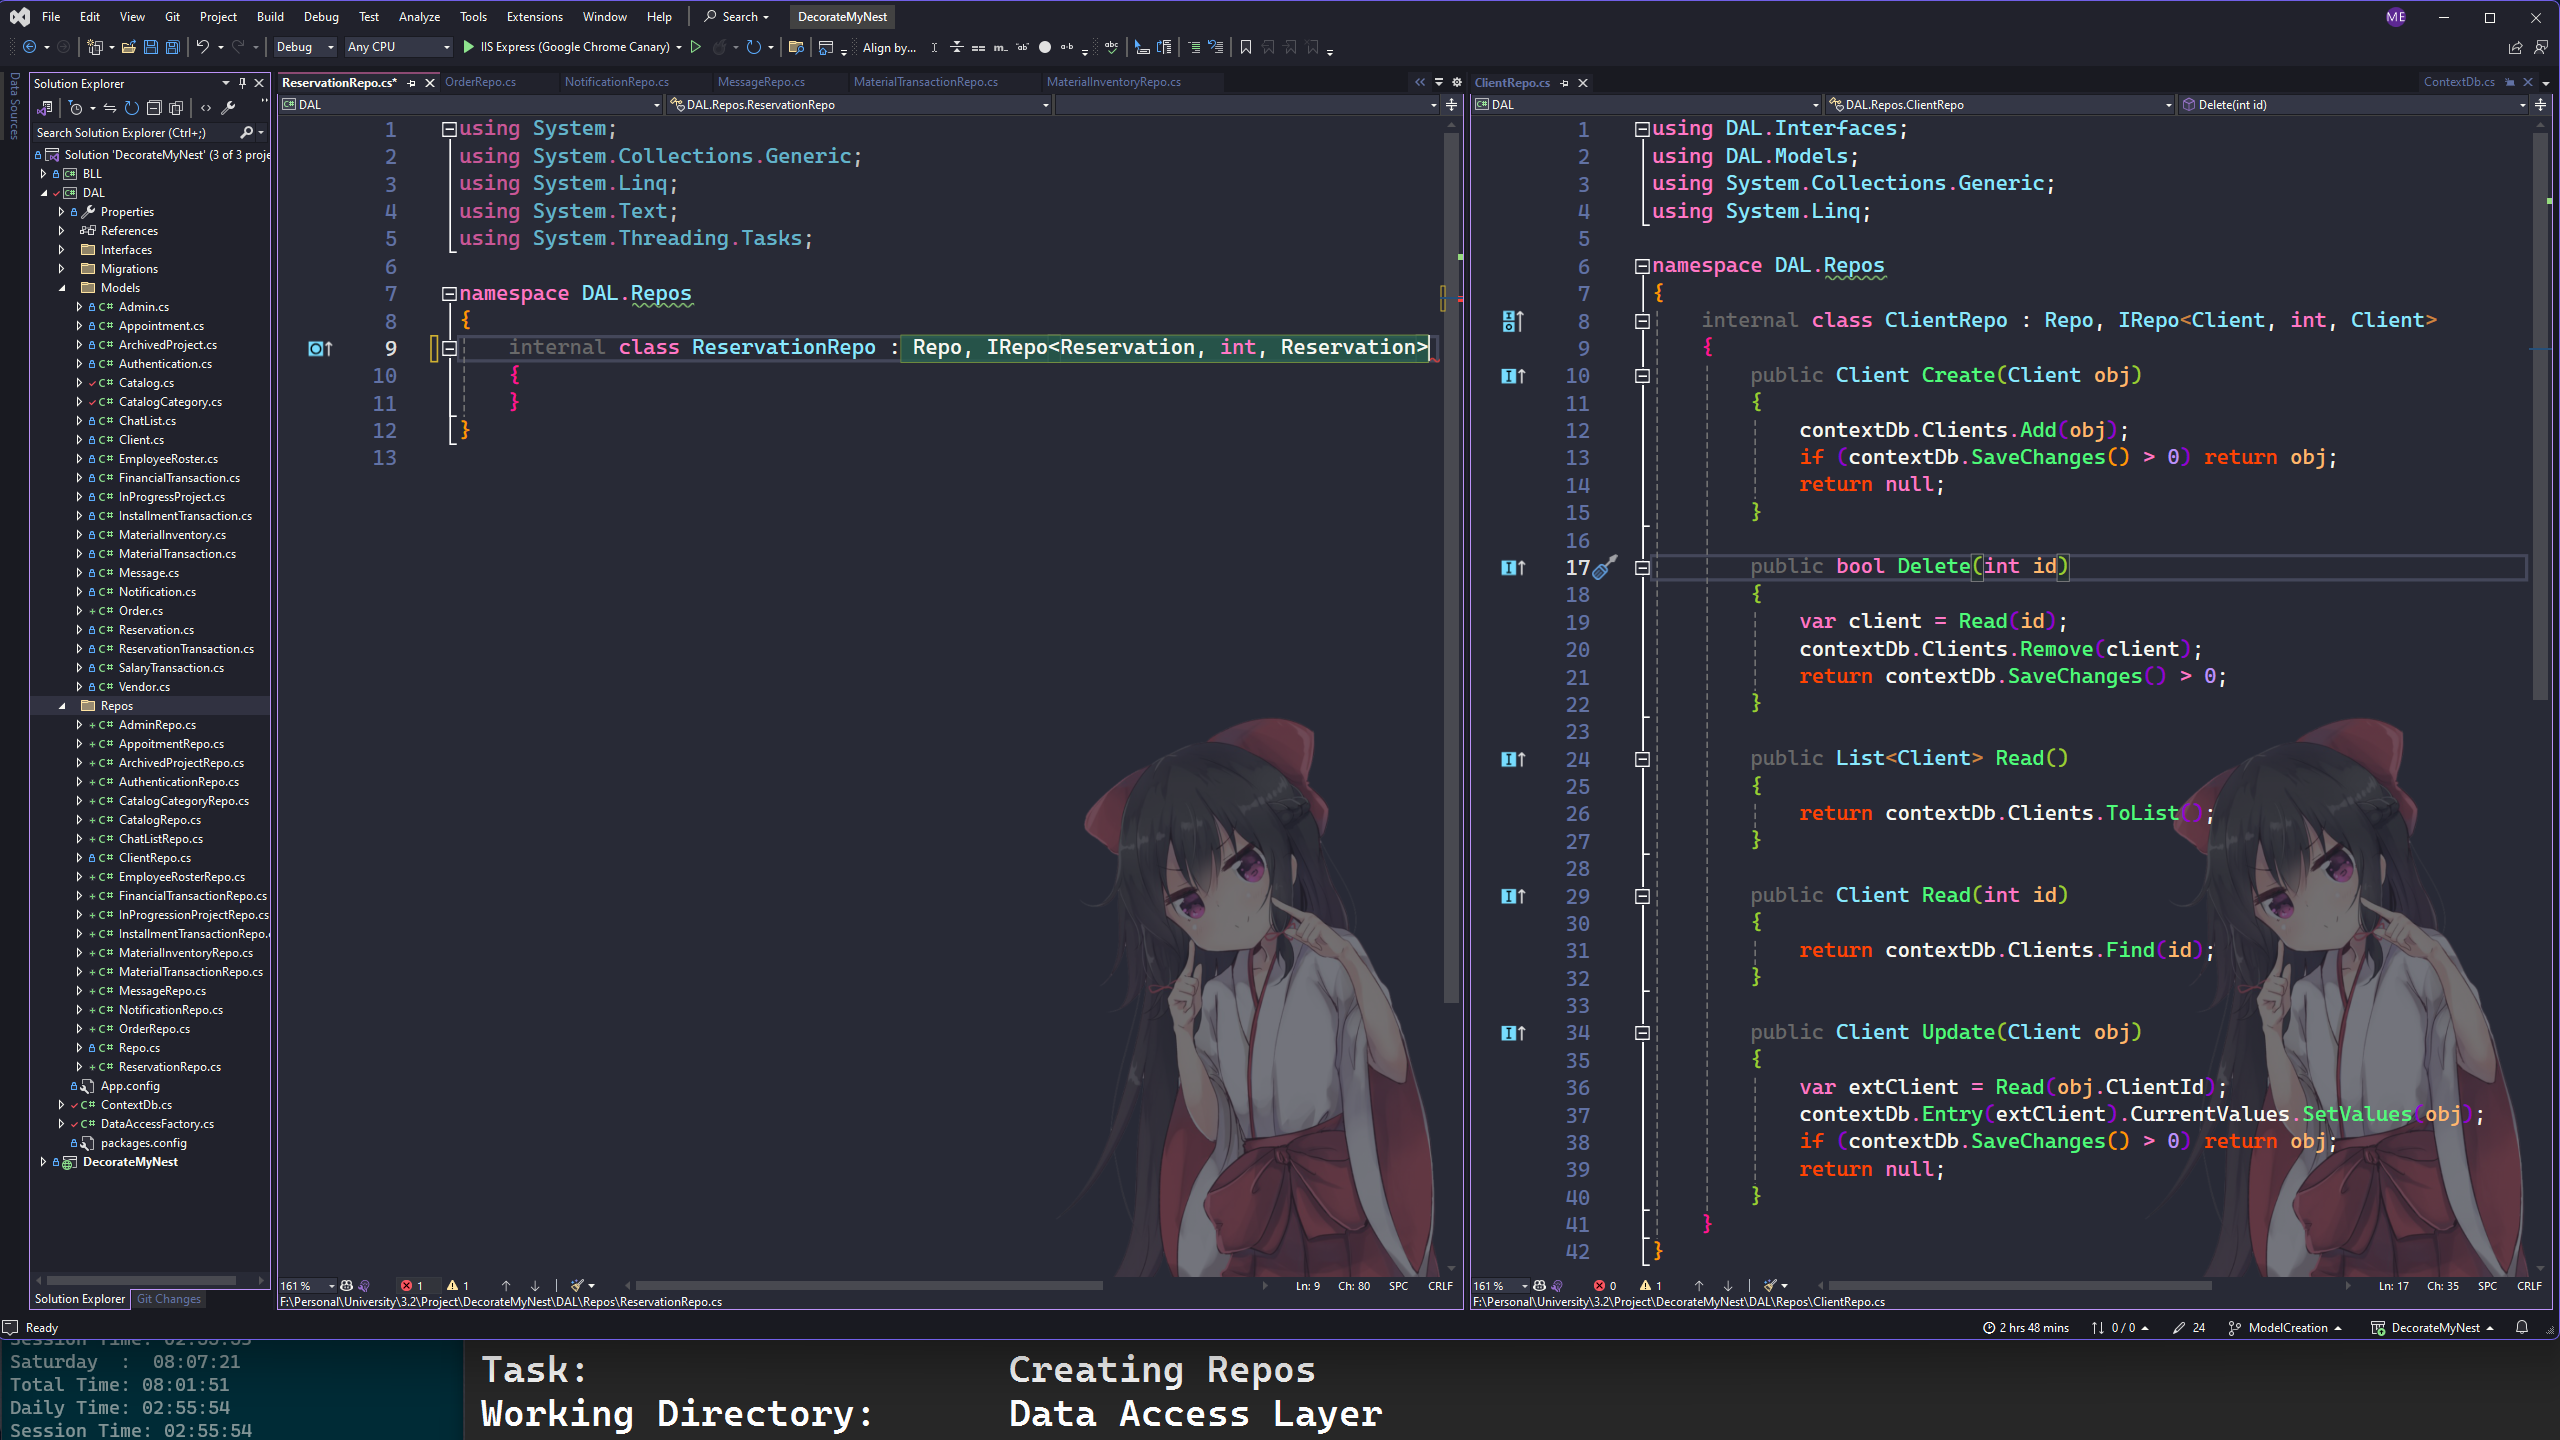 File Edit View Git Project Build Debug Test Analyze Tools Extensions Window Help Search DecorateMyNest ME
Debug Any CPU IIS Express (Google Chrome Canary) Align by...
Data Sources
Solution Explorer
Search Solution Explorer (Ctrl+;)
Solution 'DecorateMyNest' (3 of 3 proje
BLL
DAL
Properties
References
Interfaces
Migrations
Models
Admin.cs
Appointment.cs
ArchivedProject.cs
Authentication.cs
Catalog.cs
CatalogCategory.cs
ChatList.cs
Client.cs
EmployeeRoster.cs
FinancialTransaction.cs
InProgressProject.cs
InstallmentTransaction.cs
MaterialInventory.cs
MaterialTransaction.cs
Message.cs
Notification.cs
Order.cs
Reservation.cs
ReservationTransaction.cs
SalaryTransaction.cs
Vendor.cs
Repos
AdminRepo.cs
AppoitmentRepo.cs
ArchivedProjectRepo.cs
AuthenticationRepo.cs
CatalogCategoryRepo.cs
CatalogRepo.cs
ChatListRepo.cs
ClientRepo.cs
EmployeeRosterRepo.cs
FinancialTransactionRepo.cs
InProgressionProjectRepo.cs
InstallmentTransactionRepo.
MaterialInventoryRepo.cs
MaterialTransactionRepo.cs
MessageRepo.cs
NotificationRepo.cs
OrderRepo.cs
Repo.cs
ReservationRepo.cs
App.config
ContextDb.cs
DataAccessFactory.cs
packages.config
DecorateMyNest
Solution Explorer Git Changes
ReservationRepo.cs* OrderRepo.cs NotificationRepo.cs MessageRepo.cs MaterialTransactionRepo.cs MaterialInventoryRepo.cs
DAL DAL.Repos.ReservationRepo
1 using System;
2 using System.Collections.Generic;
3 using System.Linq;
4 using System.Text;
5 using System.Threading.Tasks;
6
7 namespace DAL.Repos
8 {
9 internal class ReservationRepo : Repo, IRepo<Reservation, int, Reservation>
10 {
11 }
12 }
13
161 % 1 1 Ln: 9 Ch: 80 SPC CRLF
F:\Personal\University\3.2\Project\DecorateMyNest\DAL\Repos\ReservationRepo.cs
ClientRepo.cs ContextDb.cs
DAL DAL.Repos.ClientRepo Delete(int id)
1 using DAL.Interfaces;
2 using DAL.Models;
3 using System.Collections.Generic;
4 using System.Linq;
5
6 namespace DAL.Repos
7 {
8 internal class ClientRepo : Repo, IRepo<Client, int, Client>
9 {
10 public Client Create(Client obj)
11 {
12 contextDb.Clients.Add(obj);
13 if (contextDb.SaveChanges() > 0) return obj;
14 return null;
15 }
16
17 public bool Delete(int id)
18 {
19 var client = Read(id);
20 contextDb.Clients.Remove(client);
21 return contextDb.SaveChanges() > 0;
22 }
23
24 public List<Client> Read()
25 {
26 return contextDb.Clients.ToList();
27 }
28
29 public Client Read(int id)
30 {
31 return contextDb.Clients.Find(id);
32 }
33
34 public Client Update(Client obj)
35 {
36 var extClient = Read(obj.ClientId);
37 contextDb.Entry(extClient).CurrentValues.SetValues(obj);
38 if (contextDb.SaveChanges() > 0) return obj;
39 return null;
40 }
41 }
42 }
161 % 0 1 Ln: 17 Ch: 35 SPC CRLF
F:\Personal\University\3.2\Project\DecorateMyNest\DAL\Repos\ClientRepo.cs
Ready 2 hrs 48 mins 0 / 0 24 ModelCreation DecorateMyNest
Saturday : 08:07:21
Total Time: 08:01:51
Daily Time: 02:55:54
Session Time: 02:55:54
Task: Creating Repos
Working Directory: Data Access Layer